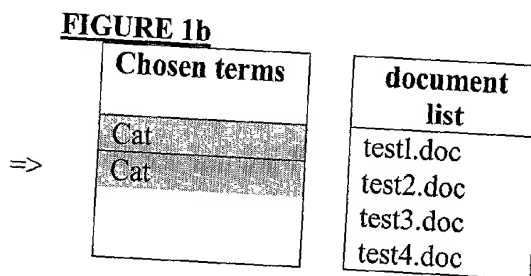 FIGURE 1b
Chosen terms
Cat
=>
Cat
document
list
test1.doc
test2.doc
test3.doc
test4.doc